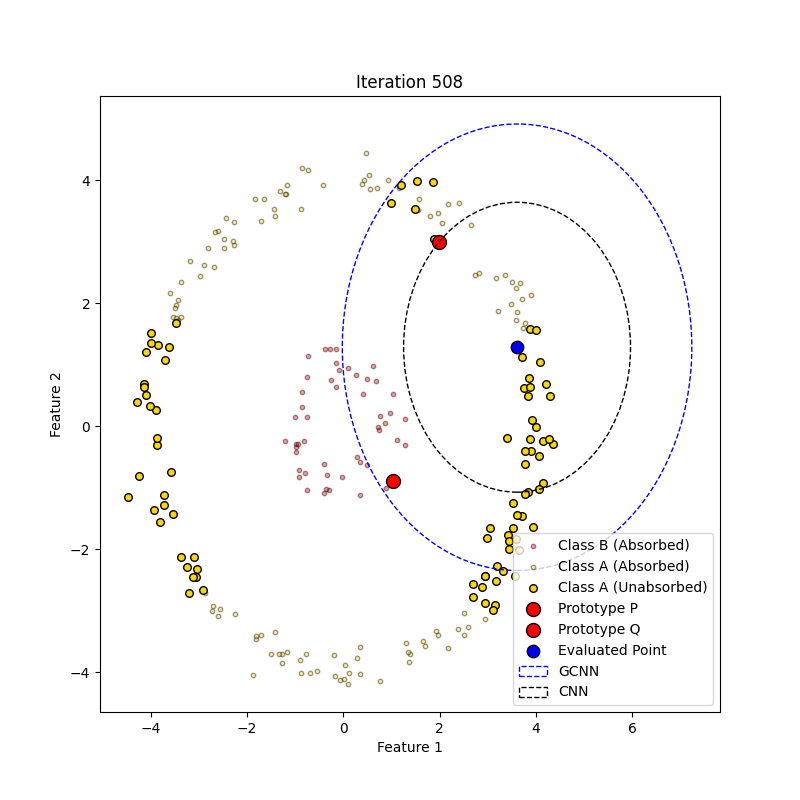 Iteration 508
Feature 2
4
2
0
−2
−4
−4
−2
0
2
4
6
Feature 1
Class B (Absorbed)
Class A (Absorbed)
Class A (Unabsorbed)
Prototype P
Prototype Q
Evaluated Point
GCNN
CNN